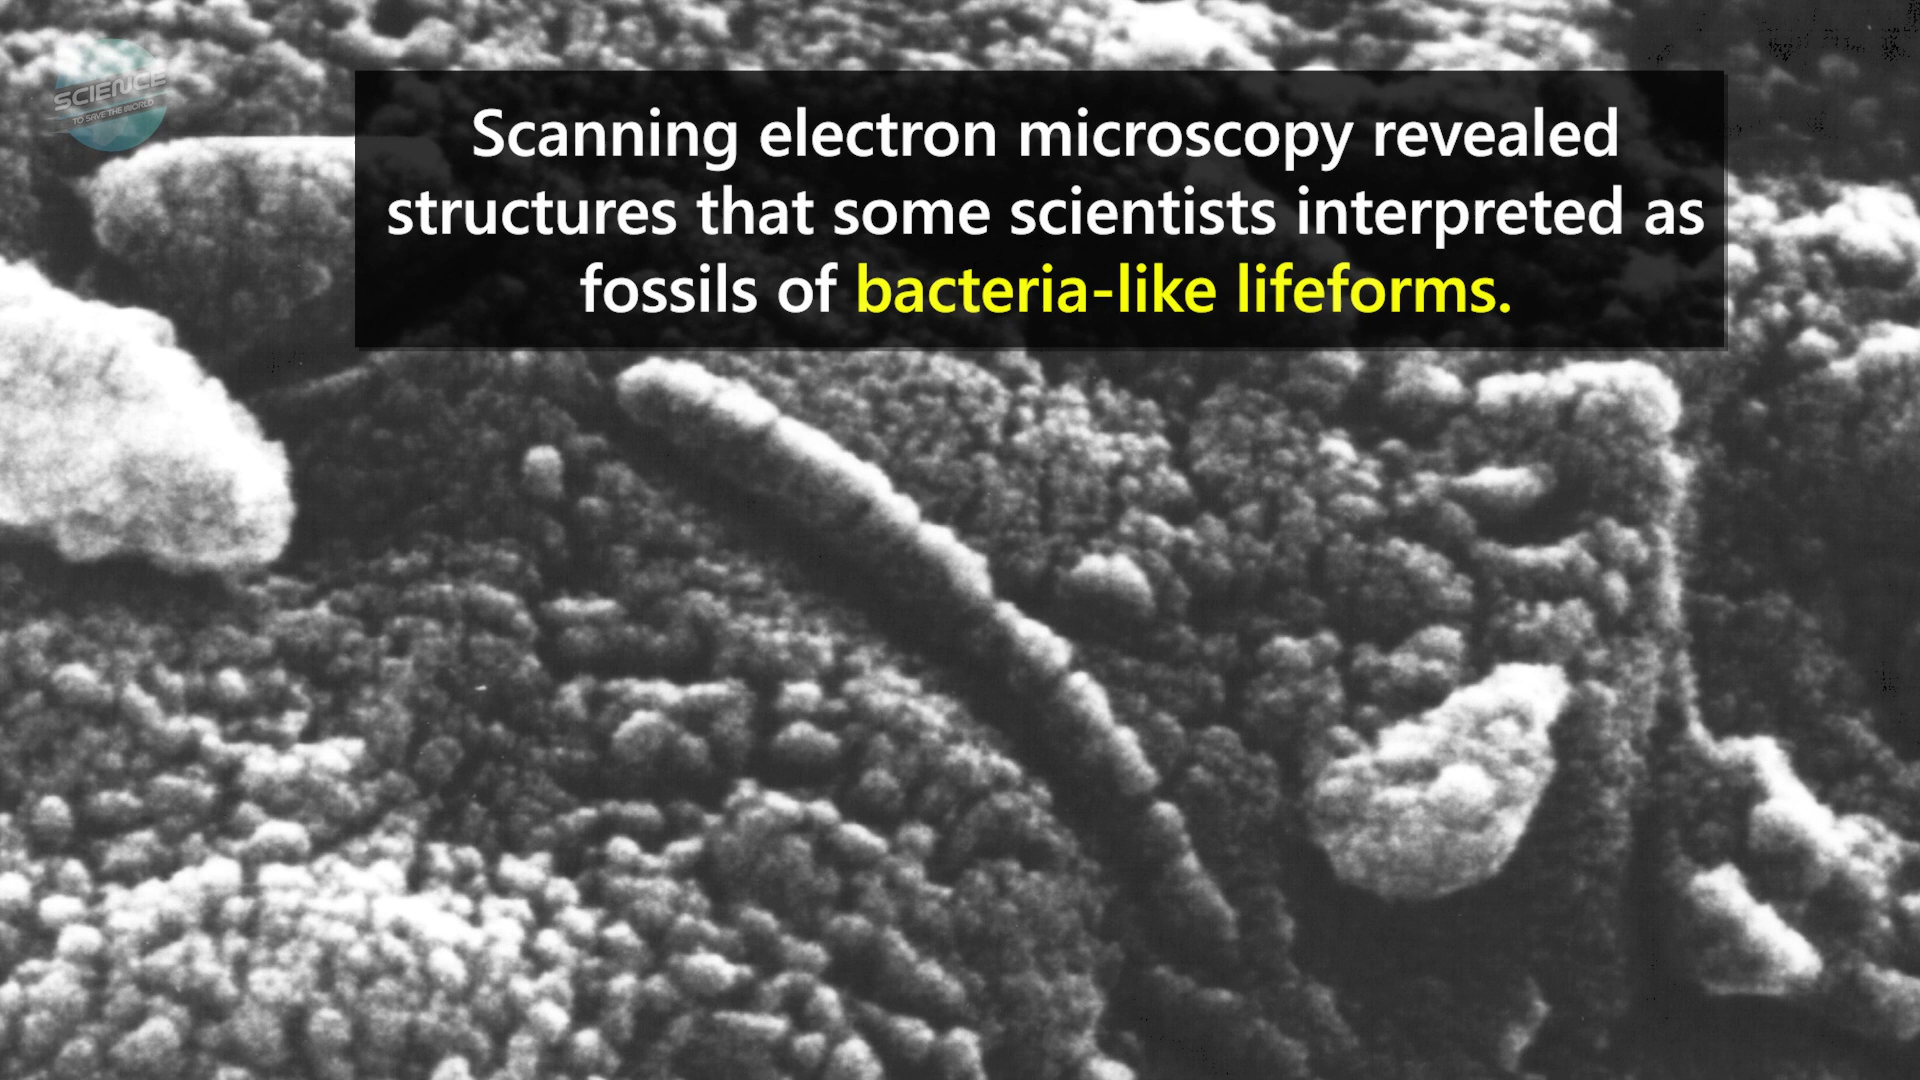 SCIENCE
TO SAVE THE WORLD
Scanning electron microscopy revealed
structures that some scientists interpreted as
fossils of bacteria-like lifeforms.